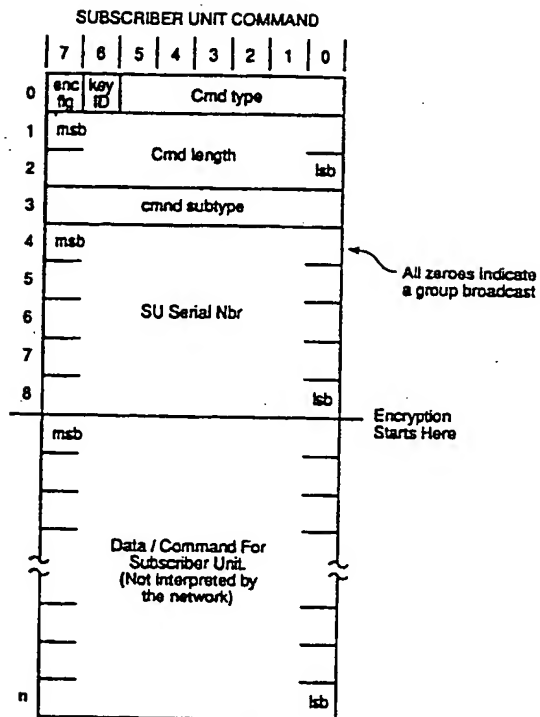 SUBSCRIBER UNIT COMMAND
7 6 5 4 3 2 1 0
0 enc flg key ID Cmd type
1 msb
Cmd length
2 lsb
3 cmnd subtype
4 msb
All zeroes indicate
a group broadcast
5
6 SU Serial Nbr
7
8 lsb
Encryption
Starts Here
msb
Data / Command For
Subscriber Unit.
(Not interpreted by
the network)
n lsb